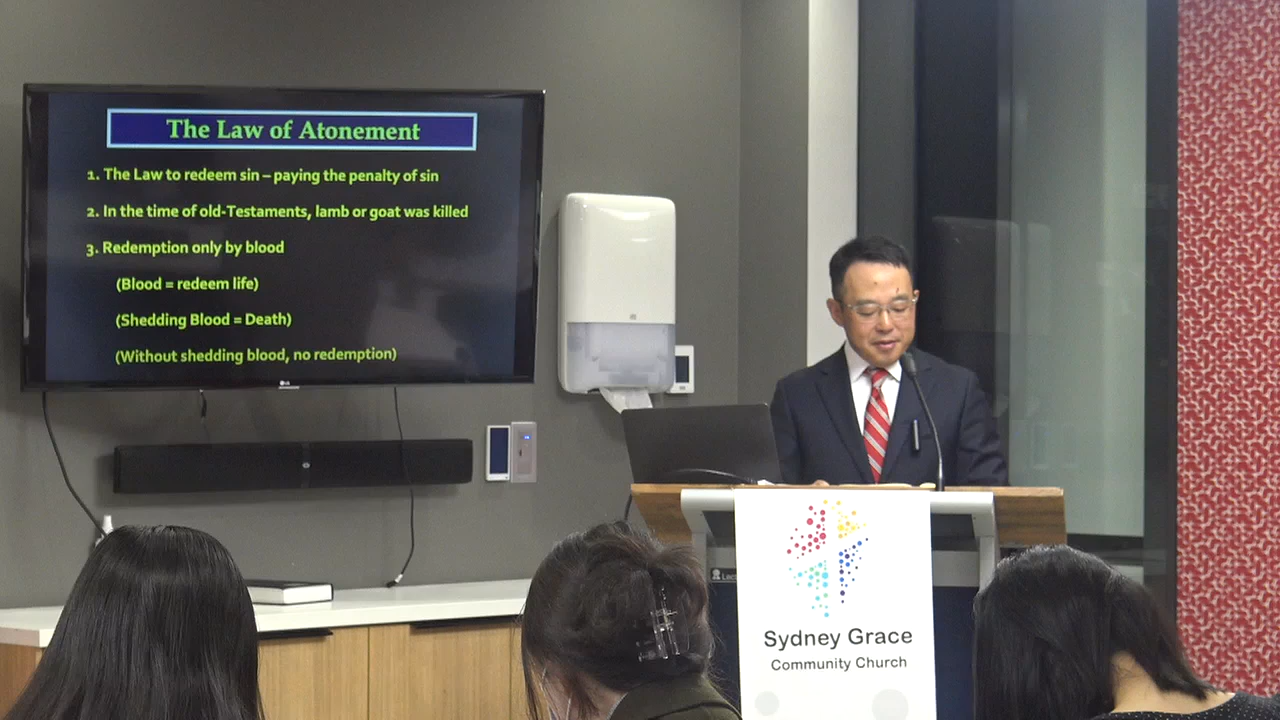 The Law of Atonement
1. The Law to redeem sin – paying the penalty of sin
2. In the time of old-Testaments, lamb or goat was killed
3. Redemption only by blood
(Blood = redeem life)
(Shedding Blood = Death)
(Without shedding blood, no redemption)
LG
Sydney Grace
Community Church